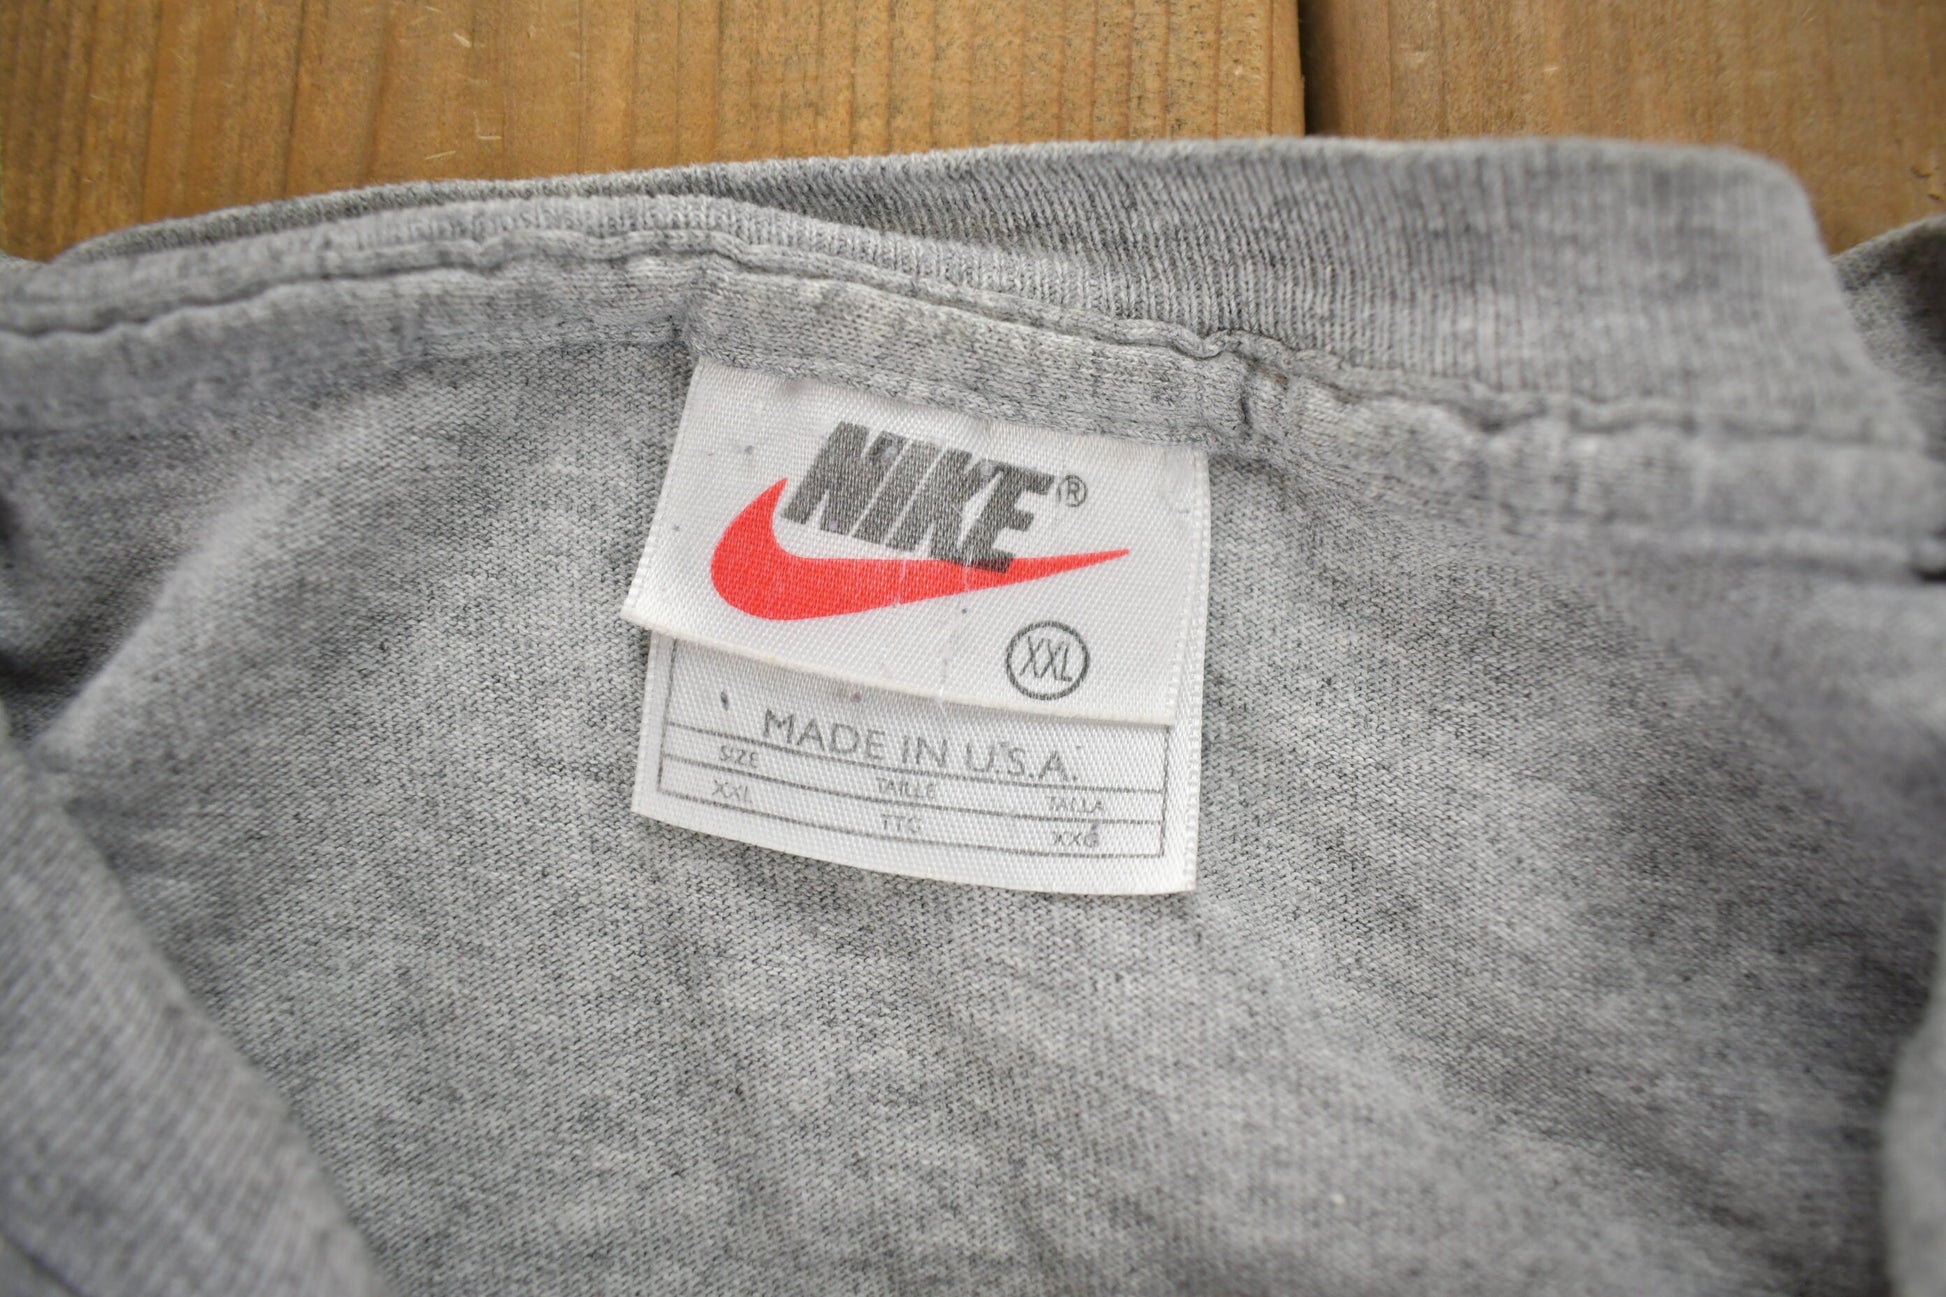 NIKE®
XXL
MADE IN U.S.A.
SIZE TAILLE TALLA
XXL TTG XXG